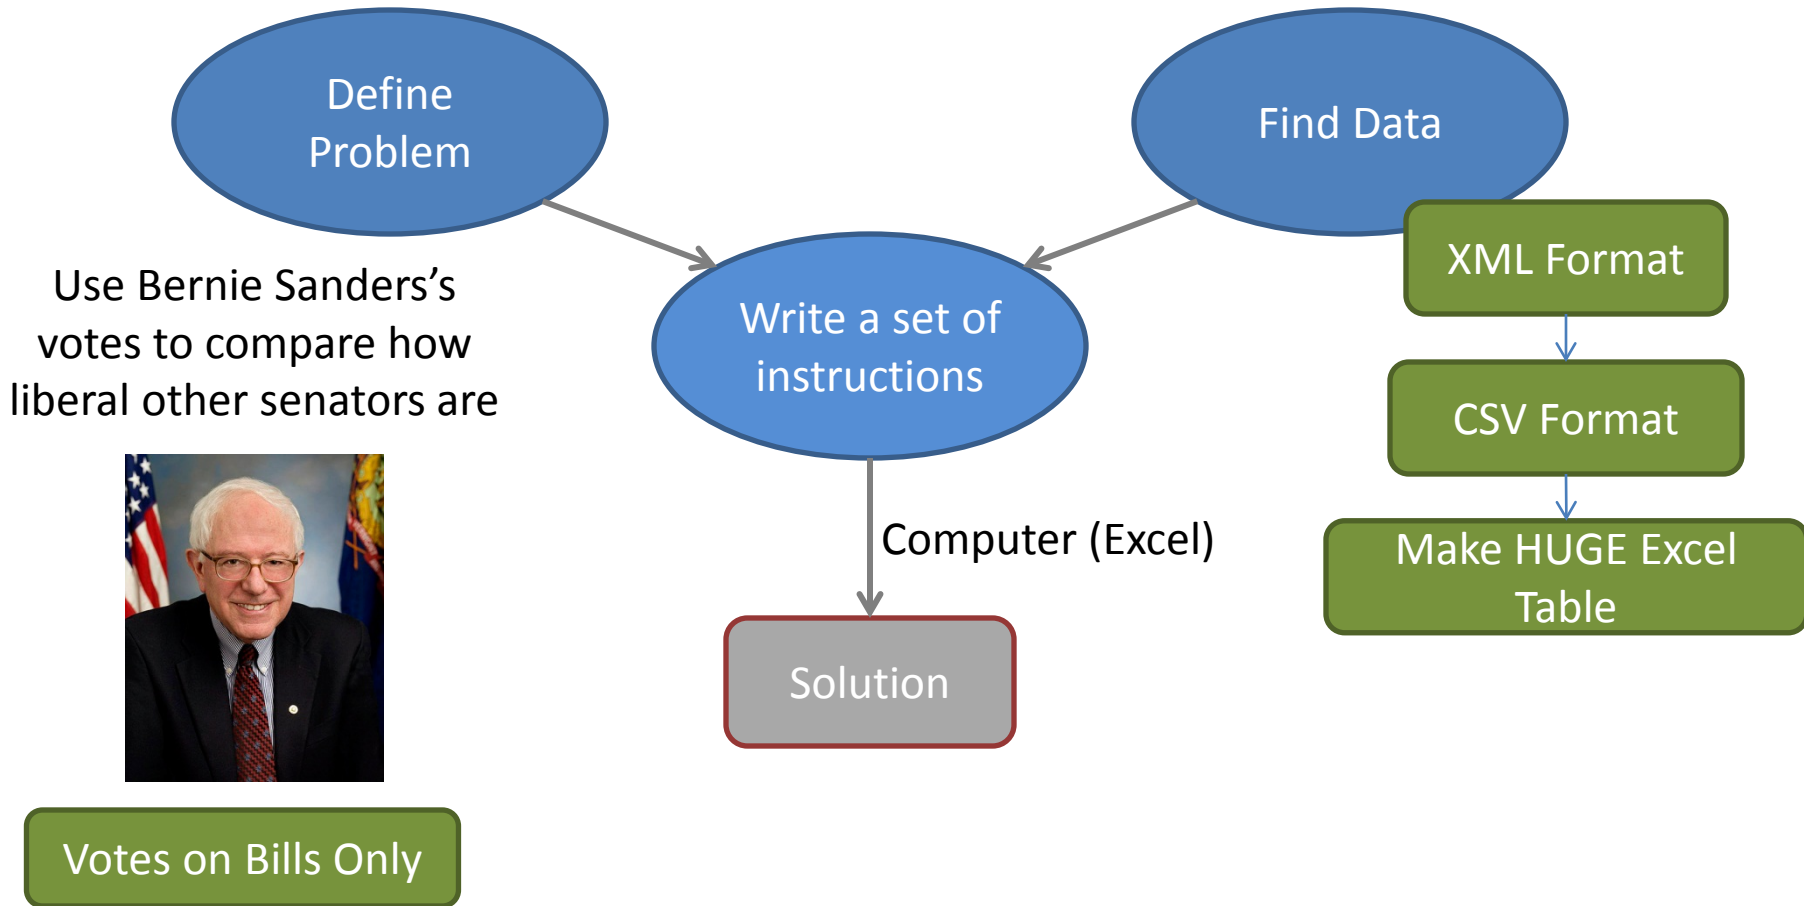 Define
Problem
Find Data
XML Format
Use Bernie Sanders’s
votes to compare how
liberal other senators are
Write a set of
instructions
CSV Format
Computer (Excel)
Make HUGE Excel
Table
Solution
Votes on Bills Only